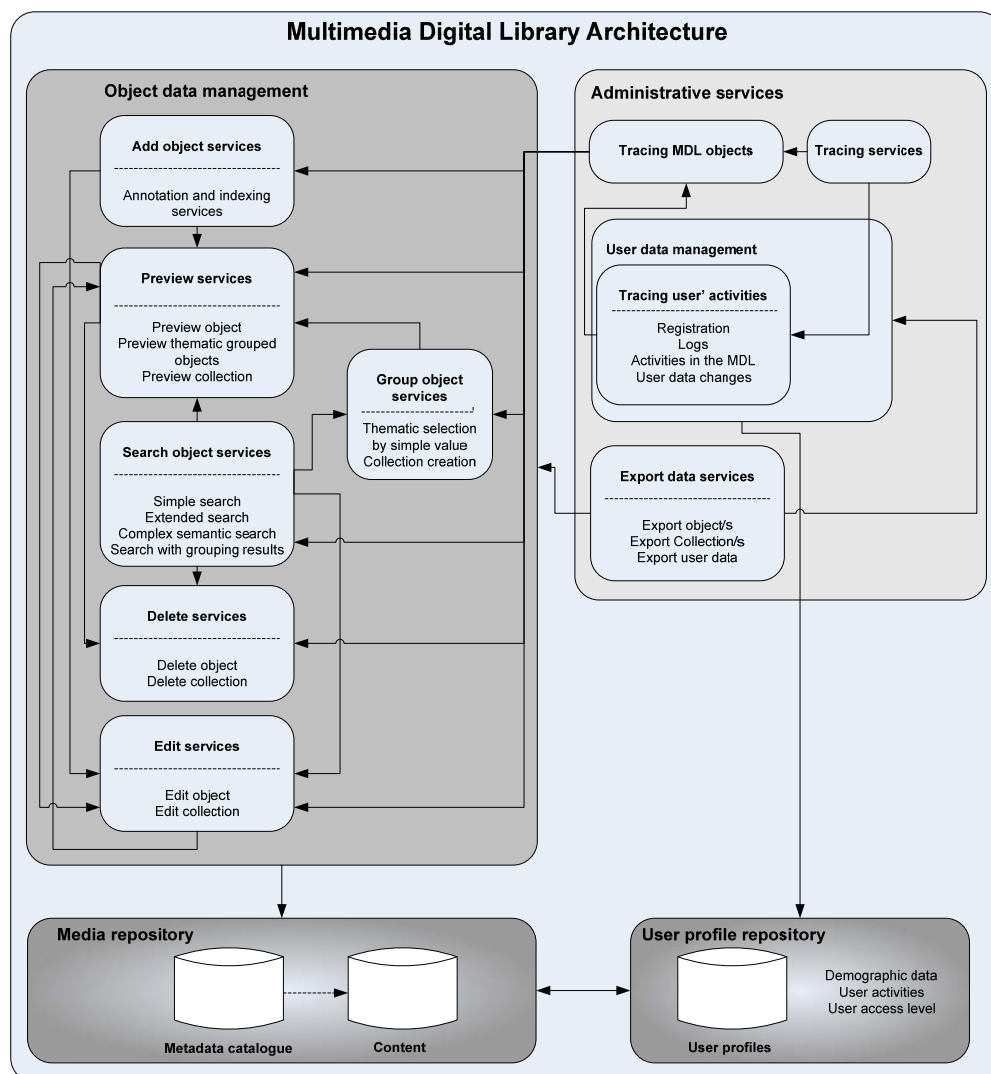 Multimedia Digital Library Architecture
Object data management
Add object services
Annotation and indexing
services
Preview services
Preview object
Preview thematic grouped
objects
Preview collection
Group object
services
Thematic selection
by simple value
Collection creation
Search object services
Simple search
Extended search
Complex semantic search
Search with grouping results
Delete services
Delete object
Delete collection
Edit services
Edit object
Edit collection
Administrative services
Tracing MDL objects
Tracing services
User data management
Tracing user' activities
Registration
Logs
Activities in the MDL
User data changes
Export data services
Export object/s
Export Collection/s
Export user data
Media repository
Metadata catalogue
Content
User profile repository
Demographic data
User activities
User access level
User profiles